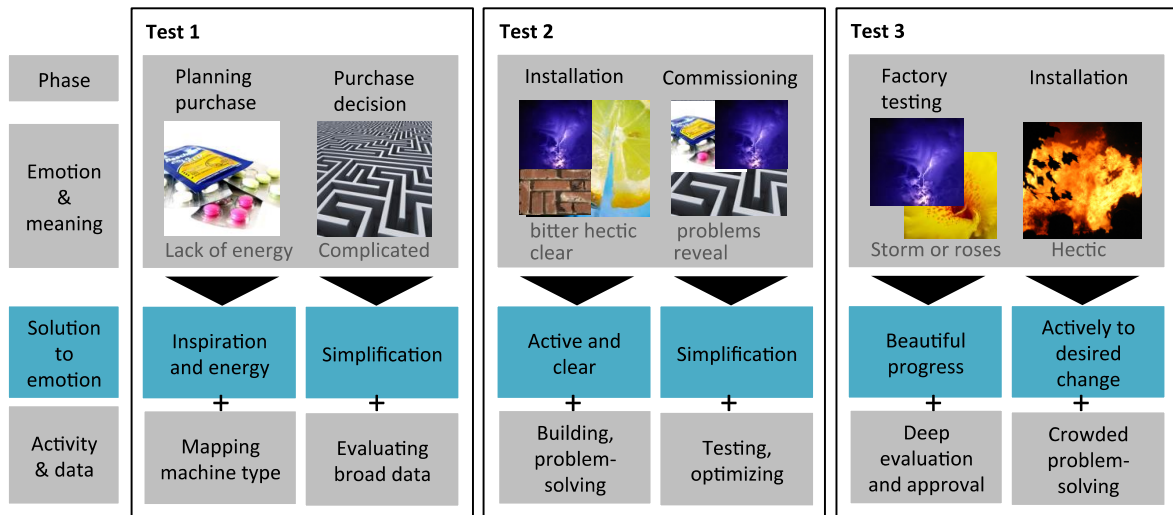 Test 1
Test 2
Test 3
Phase
Planning
purchase
Purchase
decision
Installation
Commissioning
Factory
testing
Installation
Emotion
&
meaning
Lack of energy
Complicated
bitter hectic
clear
problems
reveal
Storm or roses
Hectic
Solution
to
emotion
Inspiration
and energy
Simplification
Active and
clear
Simplification
Beautiful
progress
Actively to
desired
change
+
+
+
+
+
+
Activity
& data
Mapping
machine type
Evaluating
broad data
Building,
problem-
solving
Testing,
optimizing
Deep
evaluation
and approval
Crowded
problem-
solving